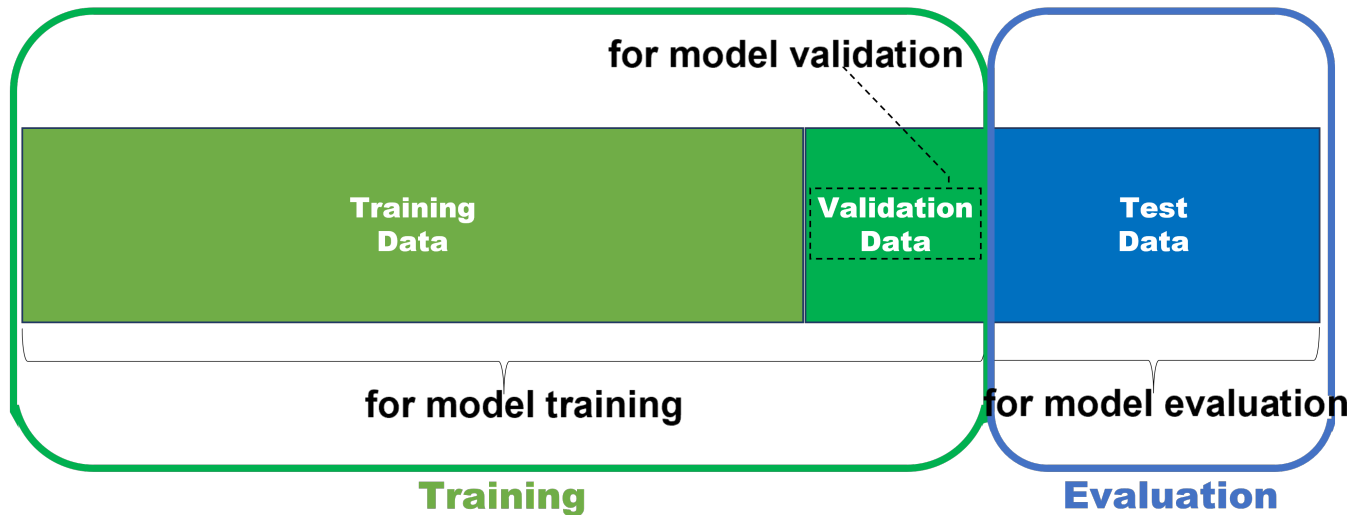 for model validation
Training
Data
Validation
Data
Test
Data
for model training
for model evaluation
Training
Evaluation